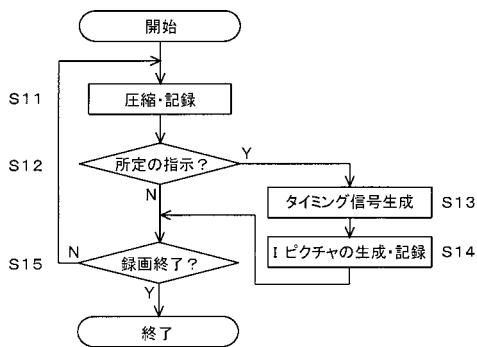 開始
S11
圧縮・記録
S12
所定の指示?
Y
N
タイミング信号生成
S13
Iピクチャの生成・記録
S14
S15
N
録画終了?
Y
終了